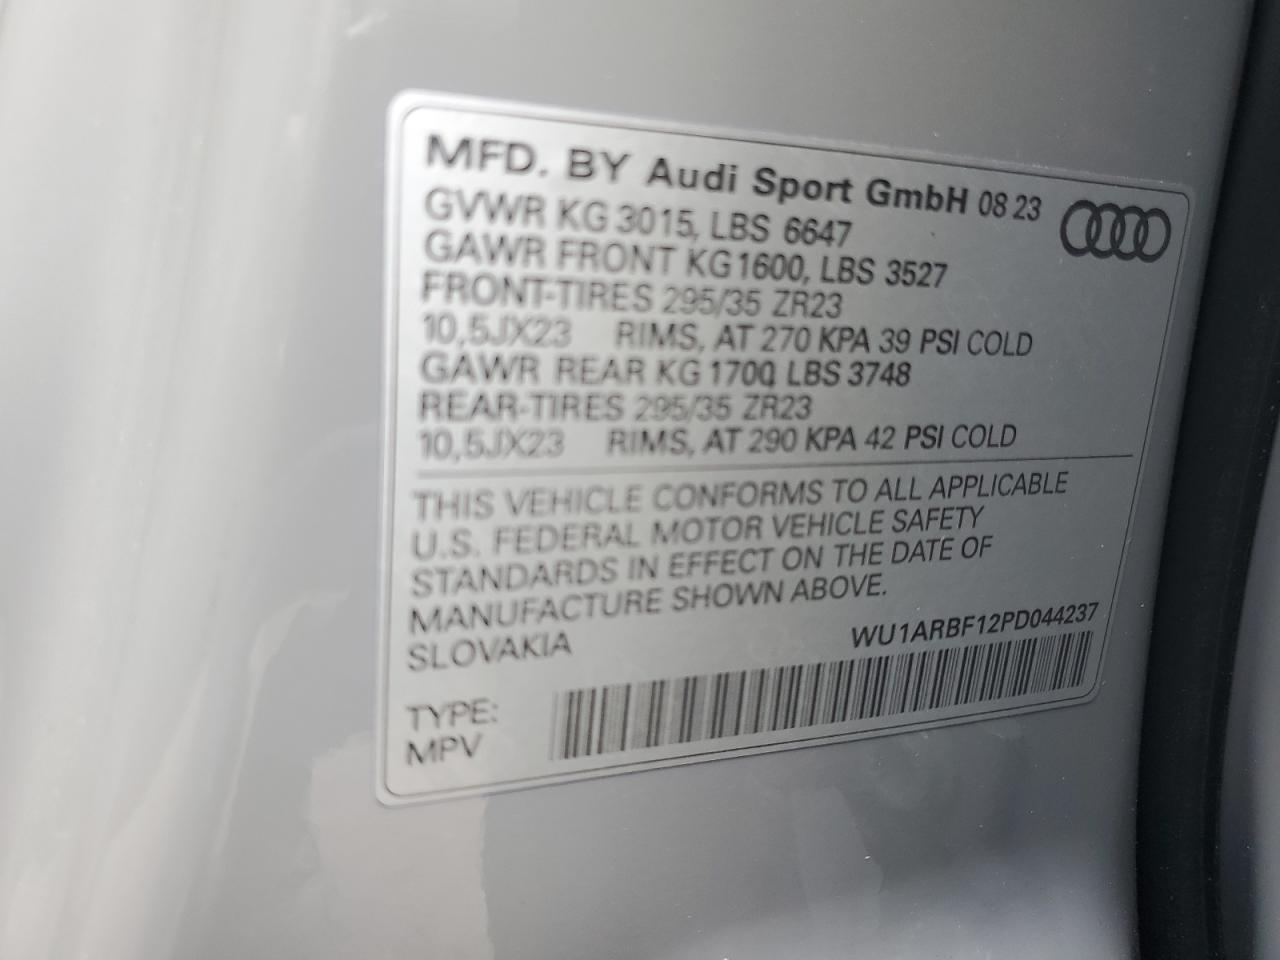 MFD. BY Audi Sport GmbH 08 23
GVWR KG 3015, LBS 6647
GAWR FRONT KG1600, LBS 3527
FRONT-TIRES 295/35 ZR23
10,5JX23 RIMS, AT 270 KPA 39 PSI COLD
GAWR REAR KG 1700, LBS 3748
REAR-TIRES 295/35 ZR23
10,5JX23 RIMS, AT 290 KPA 42 PSI COLD
THIS VEHICLE CONFORMS TO ALL APPLICABLE
U.S. FEDERAL MOTOR VEHICLE SAFETY
STANDARDS IN EFFECT ON THE DATE OF
MANUFACTURE SHOWN ABOVE.
SLOVAKIA
WU1ARBF12PD044237
TYPE:
MPV